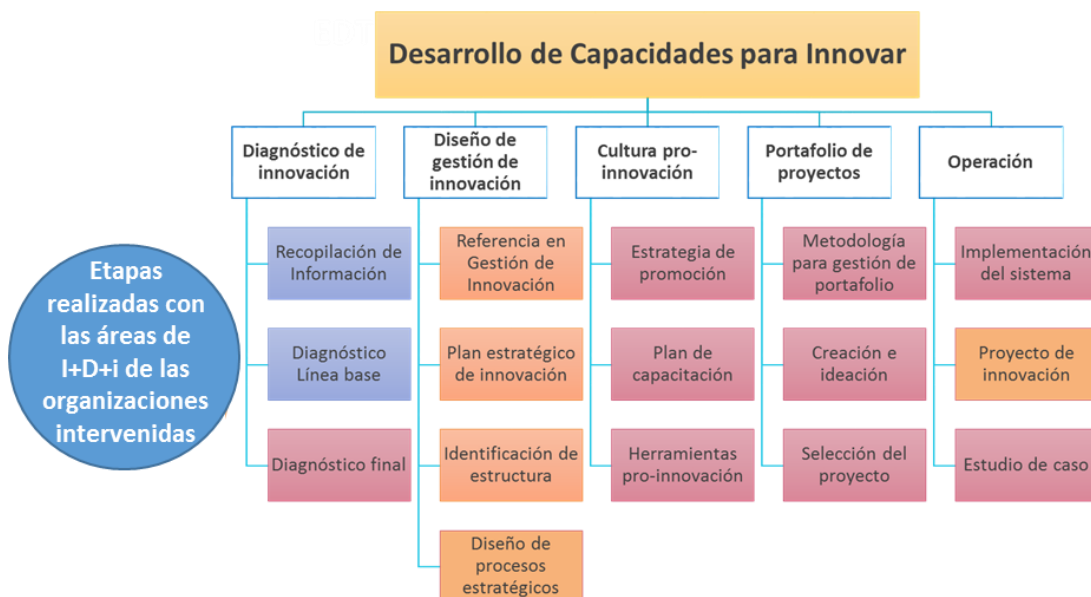 Desarrollo de Capacidades para Innovar
Diagnóstico de
innovación
Diseño de
gestión de
innovación
Cultura pro-
innovación
Portafolio de
proyectos
Operación
Etapas
realizadas con
las áreas de
I+D+i de las
organizaciones
intervenidas
Recopilación de
Información
Diagnóstico
Línea base
Diagnóstico final
Referencia en
Gestión de
Innovación
Plan estratégico
de innovación
Identificación de
estructura
Diseño de
procesos
estratégicos
Estrategia de
promoción
Plan de
capacitación
Herramientas
pro-innovación
Metodología
para gestión de
portafolio
Creación e
ideación
Selección del
proyecto
Implementación
del sistema
Proyecto de
innovación
Estudio de caso